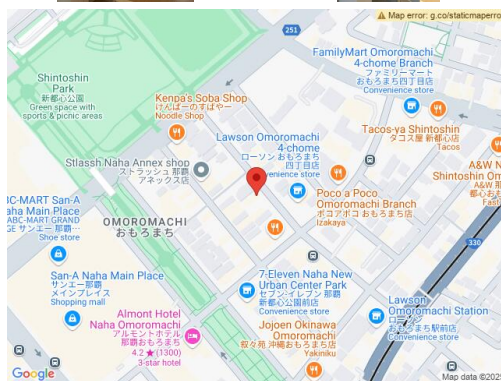 Map error: g.co/staticmaperror
251
FamilyMart Omoromachi
4-chome Branch
ファミリーマート
おもろまち四丁目店
Convenience store
Shintoshin
Park
新都心公園
Green space with
sports & picnic areas
Kenpa's Soba Shop
けんぱーのすばやー
Noodle Shop
Lawson Omoromachi
4-chome
ローソン おもろまち
四丁目店
Convenience store
Tacos-ya Shintoshin
タコス屋 新都心店
Tacos
Stlassh Naha Annex shop
ストラッシュ 那覇
アネックス店
A&W N
Shintoshin Om
A&W 那覇
Poco a Poco
Omoromachi Branch
ポコアポコ おもろまち店
Izakaya
BC-MART San-A
Naha Main Place
ABC-MART GRAND
GE サンエー 那覇…
Shoe store
OMOROMACHI
おもろまち
330
San-A Naha Main Place
サンエー那覇
メインプレイス
Shopping mall
7-Eleven Naha New
Urban Center Park
セブン-イレブン 那覇
新都心公園前店
Convenience store
Almont Hotel
Naha Omoromachi
アルモントホテル
那覇おもろまち
4.2 ★ (1300)
3-star hotel
Lawson
Omoromachi Station
ローソン
おもろまち駅前店
Convenience store
Jojoen Okinawa
Omoromachi
叙々苑 沖縄おもろまち店
Yakiniku
Google
Map data ©2025